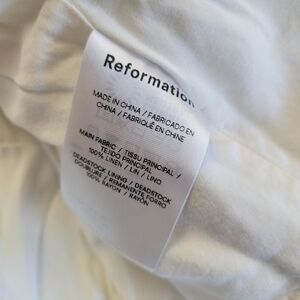 Reformation
MADE IN CHINA / FABRICADO EN
CHINA / FABRIQUÉ EN CHINE
MAIN FABRIC / TISSU PRINCIPAL /
TEJIDO PRINCIPAL
100% LINEN / LIN / LINO
DEADSTOCK LINING / DEADSTOCK
DOUBLURE / REMANENTE FORRO
100% RAYON / RAYÓN